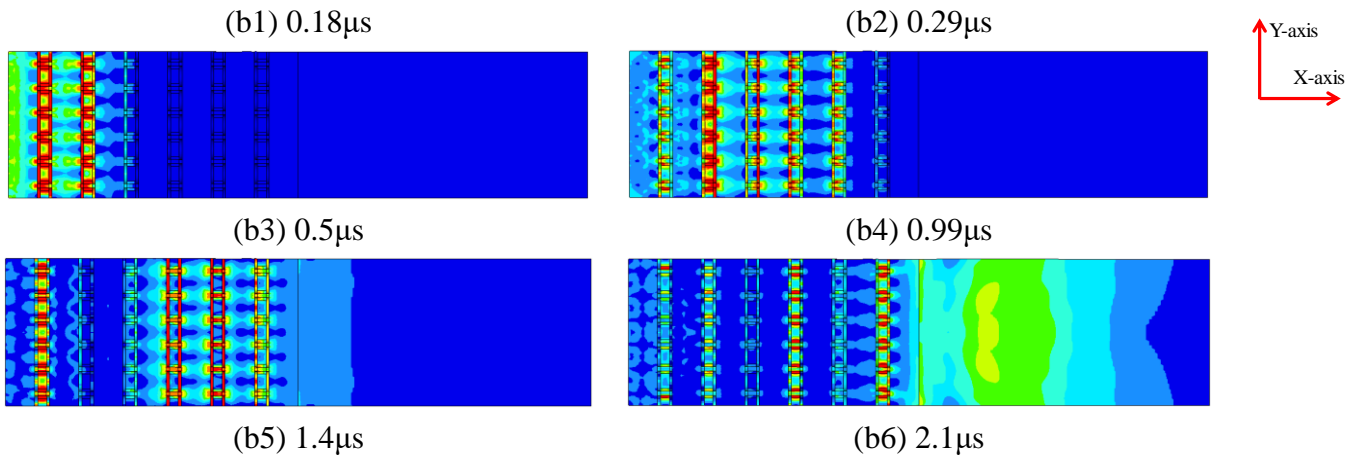 (b1) 0.18μs
(b2) 0.29μs
Y-axis
X-axis
(b3) 0.5μs
(b4) 0.99μs
(b5) 1.4μs
(b6) 2.1μs